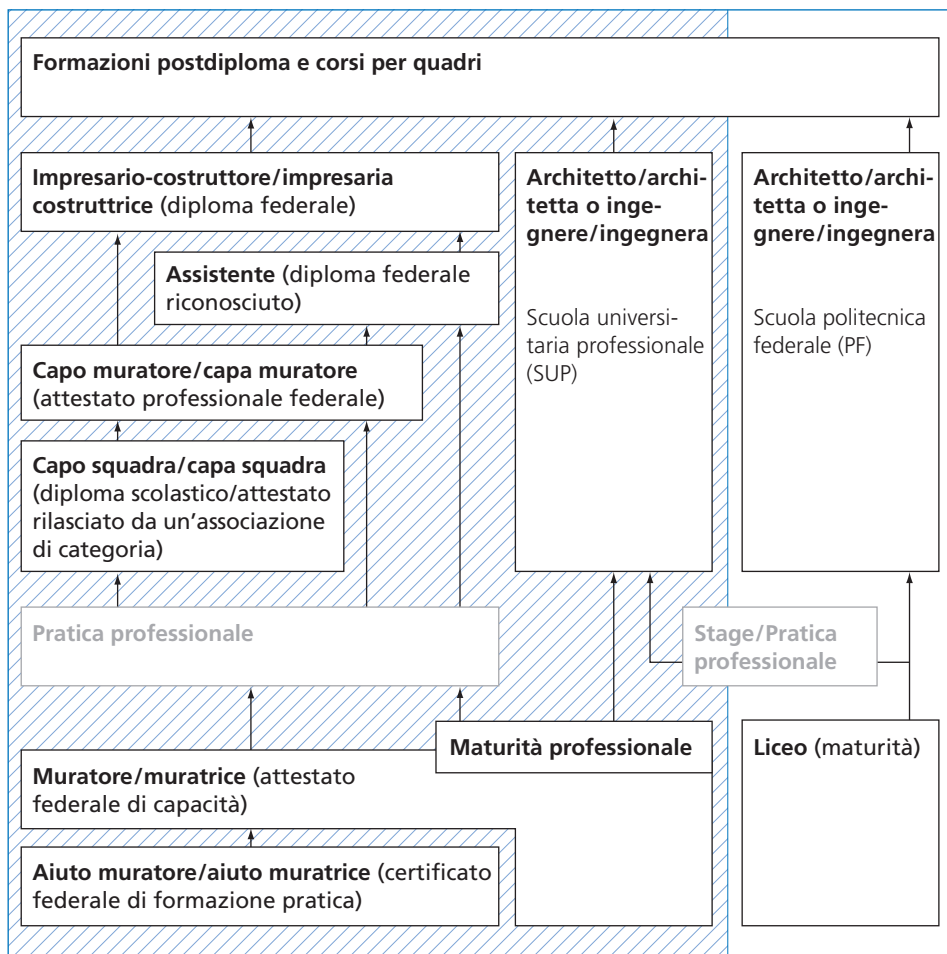 Formazioni postdiploma e corsi per quadri
Impresario-costruttore/impresaria
costruttrice (diploma federale)
Architetto/archi-
tetta o inge-
gnere/ingegnera
Scuola universi-
taria professionale
(SUP)
Architetto/archi-
tetta o inge-
gnere/ingegnera
Scuola politecnica
federale (PF)
Assistente (diploma federale
riconosciuto)
Capo muratore/capa muratore
(attestato professionale federale)
Capo squadra/capa squadra
(diploma scolastico/attestato
rilasciato da un'associazione
di categoria)
Pratica professionale
Stage/Pratica
professionale
Maturità professionale
Liceo (maturità)
Muratore/muratrice (attestato
federale di capacità)
Aiuto muratore/aiuto muratrice (certificato
federale di formazione pratica)